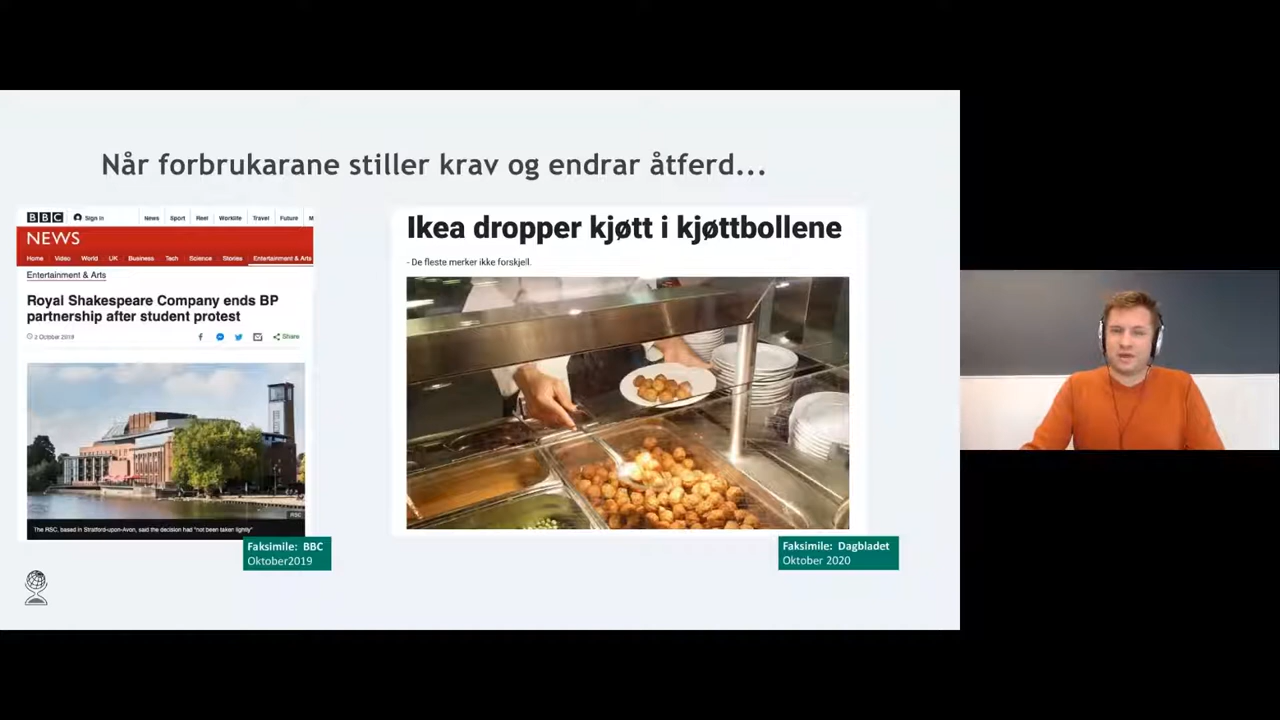 Når forbrukarane stiller krav og endrar åtferd...
BBC Sign in News Sport Reel Worklife Travel Future M
NEWS
Home Video World UK Business Tech Science Stories Entertainment & Arts
Entertainment & Arts
Royal Shakespeare Company ends BP
partnership after student protest
2 October 2019
Share
RSC
The RSC, based in Stratford-upon-Avon, said the decision had "not been taken lightly"
Faksimile: BBC
Oktober2019
Ikea dropper kjøtt i kjøttbollene
- De fleste merker ikke forskjell.
Faksimile: Dagbladet
Oktober 2020